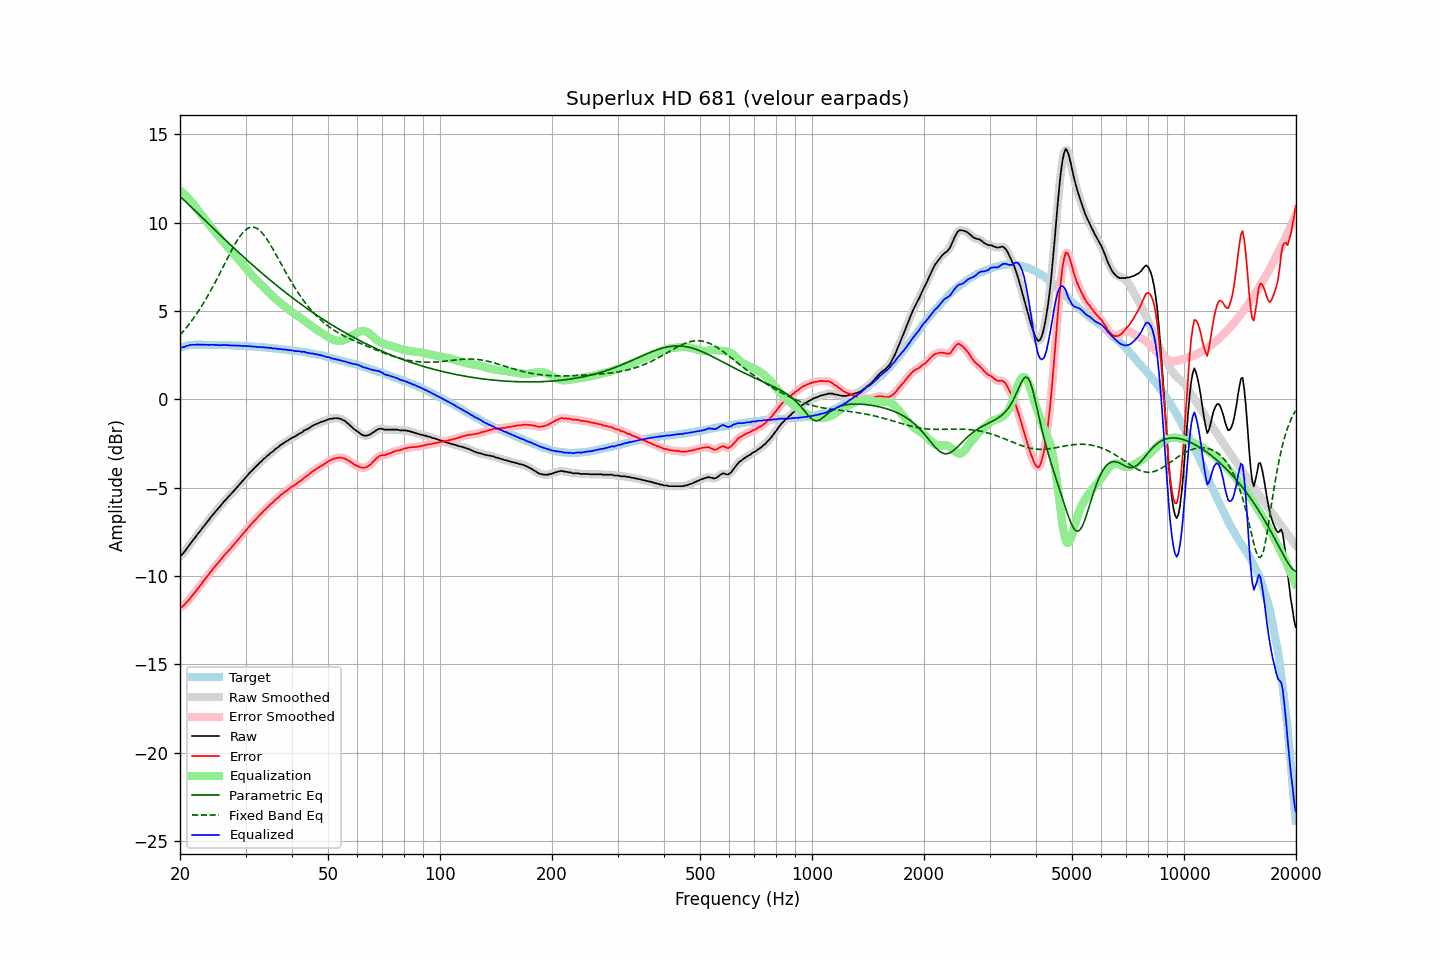 Superlux HD 681 (velour earpads)
15
10
5
0
−5
−10
−15
−20
−25
Amplitude (dBr)
Target
Raw Smoothed
Error Smoothed
Raw
Error
Equalization
Parametric Eq
Fixed Band Eq
Equalized
20 50 100 200 500 1000 2000 5000 10000 20000
Frequency (Hz)